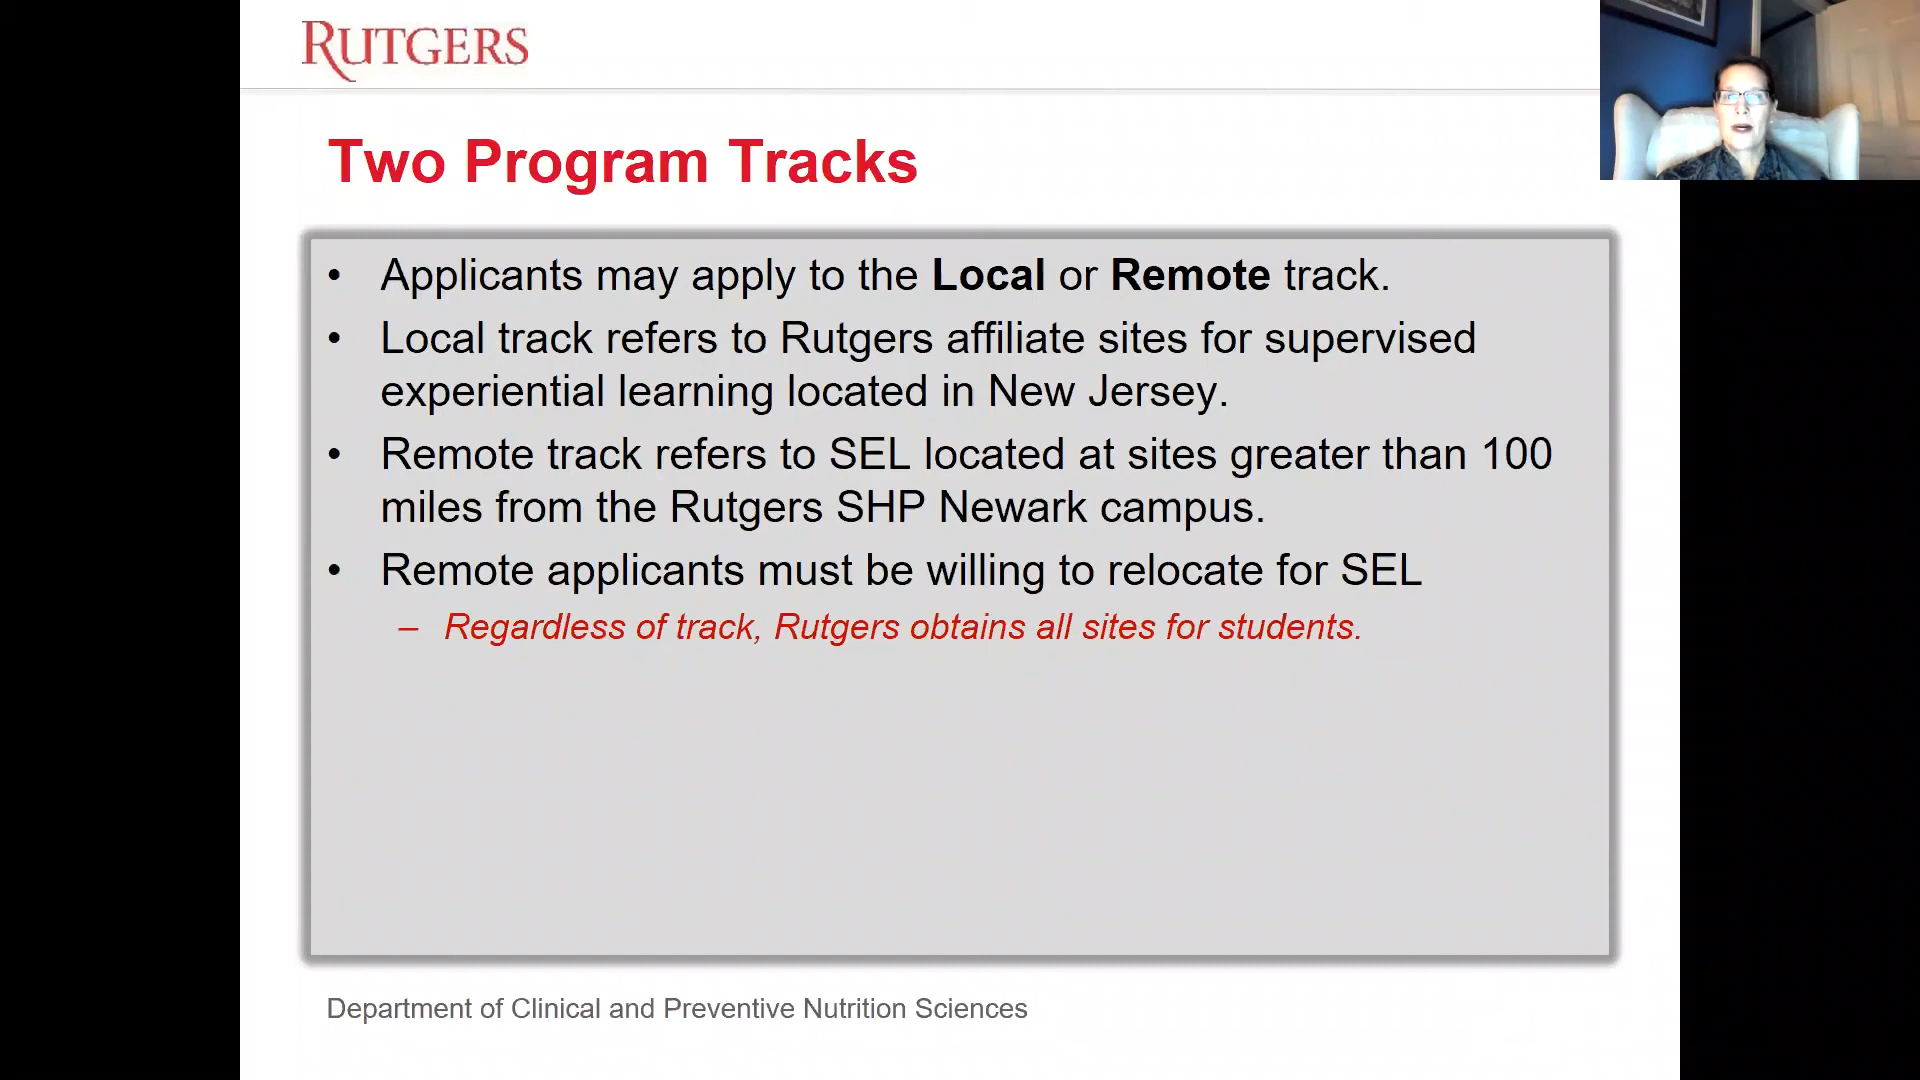 RUTGERS
Two Program Tracks
• Applicants may apply to the Local or Remote track.
• Local track refers to Rutgers affiliate sites for supervised
experiential learning located in New Jersey.
• Remote track refers to SEL located at sites greater than 100
miles from the Rutgers SHP Newark campus.
• Remote applicants must be willing to relocate for SEL
– Regardless of track, Rutgers obtains all sites for students.
Department of Clinical and Preventive Nutrition Sciences